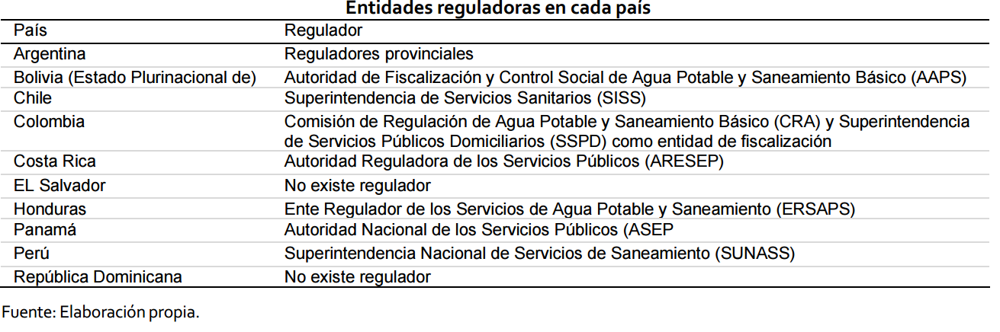 Entidades reguladoras en cada país
País Regulador
Argentina Reguladores provinciales
Bolivia (Estado Plurinacional de) Autoridad de Fiscalización y Control Social de Agua Potable y Saneamiento Básico (AAPS)
Chile Superintendencia de Servicios Sanitarios (SISS)
Colombia Comisión de Regulación de Agua Potable y Saneamiento Básico (CRA) y Superintendencia
de Servicios Públicos Domiciliarios (SSPD) como entidad de fiscalización
Costa Rica Autoridad Reguladora de los Servicios Públicos (ARESEP)
EL Salvador No existe regulador
Honduras Ente Regulador de los Servicios de Agua Potable y Saneamiento (ERSAPS)
Panamá Autoridad Nacional de los Servicios Públicos (ASEP
Perú Superintendencia Nacional de Servicios de Saneamiento (SUNASS)
República Dominicana No existe regulador
Fuente: Elaboración propia.